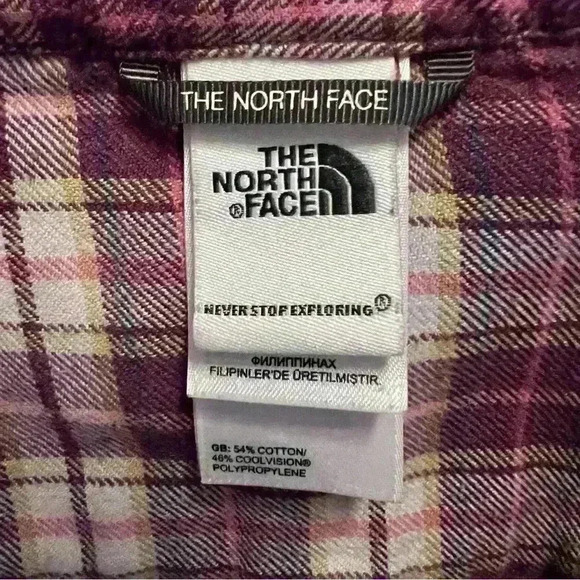 THE NORTH FACE
THE
NORTH
®FACE
NEVER STOP EXPLORING®
ФИЛИППИНАХ
FILIPINLER'DE ÜRETILMIŞTIR.
GB: 54% COTTON/
46% COOLVISION®
POLYPROPYLENE